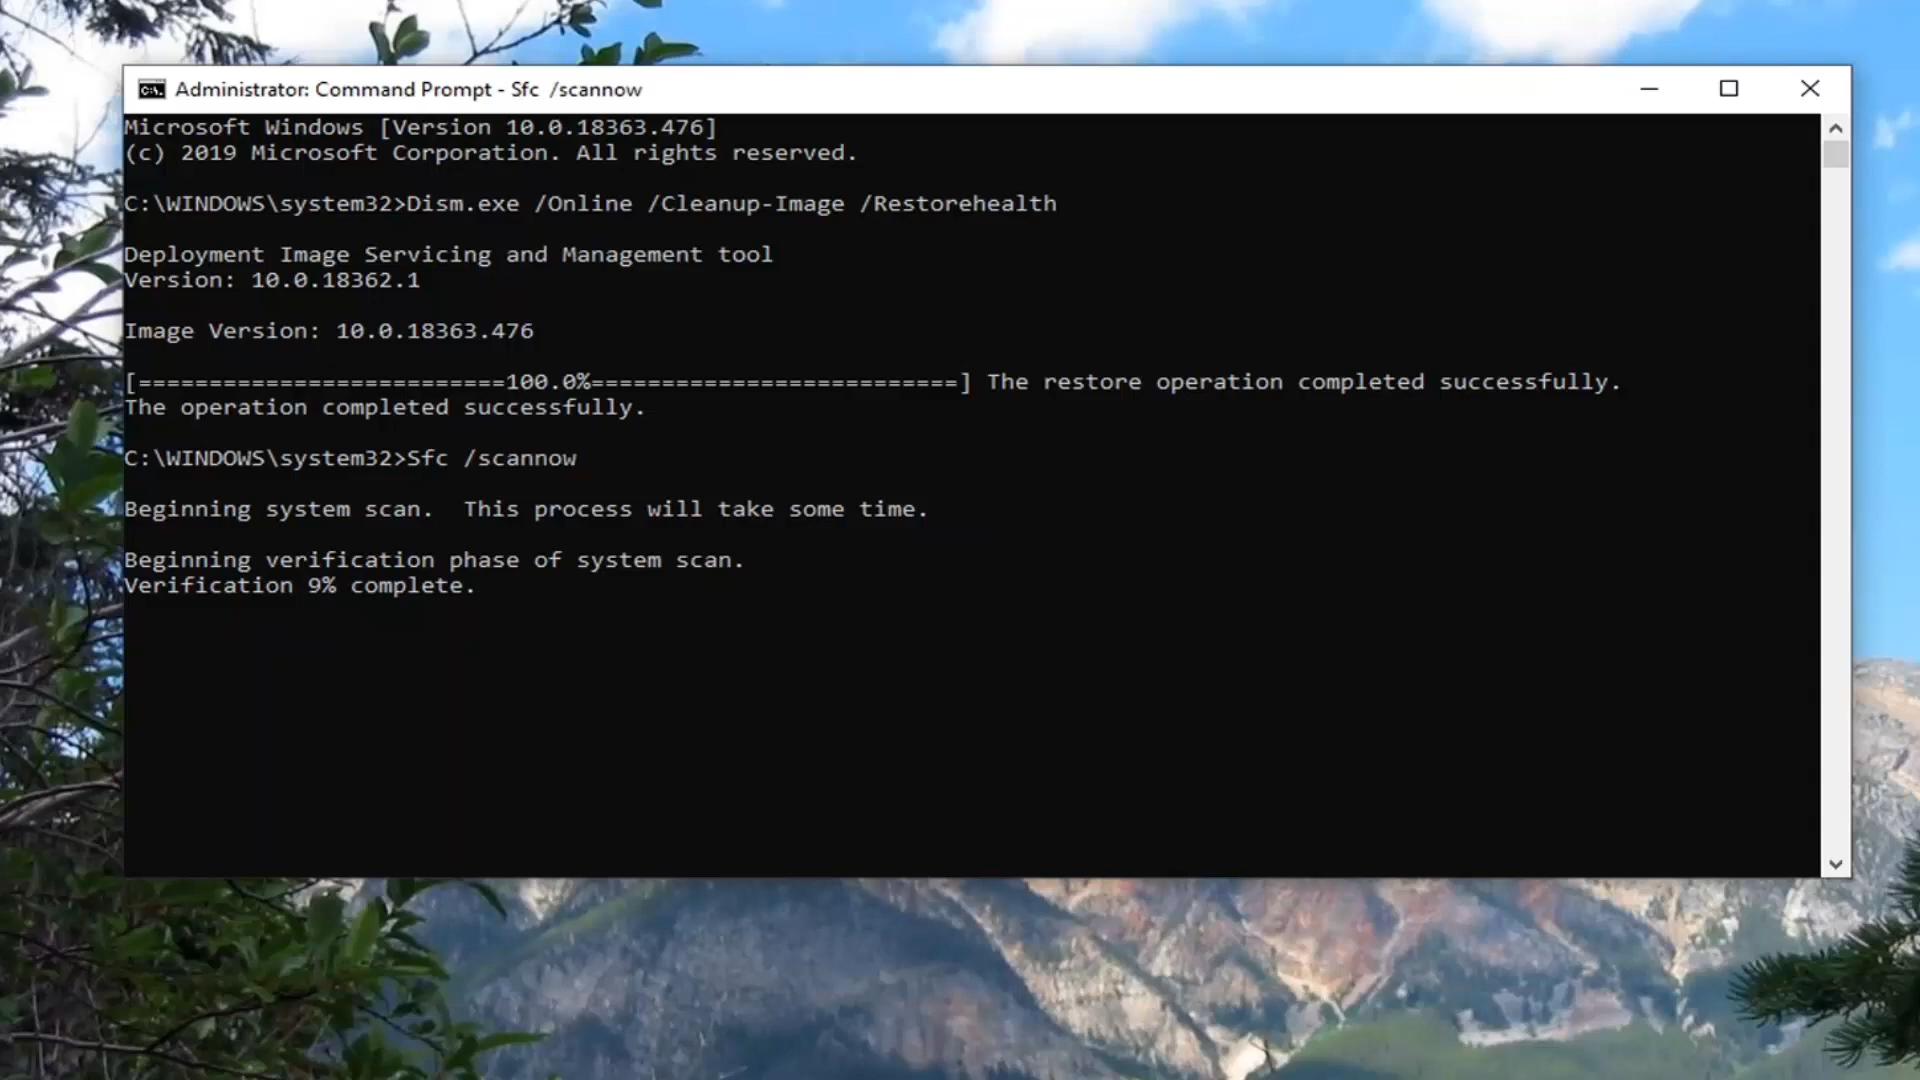 Administrator: Command Prompt - Sfc  /scannow
Microsoft Windows [Version 10.0.18363.476]
(c) 2019 Microsoft Corporation. All rights reserved.
C:\WINDOWS\system32>Dism.exe /Online /Cleanup-Image /Restorehealth
Deployment Image Servicing and Management tool
Version: 10.0.18362.1
Image Version: 10.0.18363.476
[==========================100.0%==========================] The restore operation completed successfully.
The operation completed successfully.
C:\WINDOWS\system32>Sfc /scannow
Beginning system scan.  This process will take some time.
Beginning verification phase of system scan.
Verification 9% complete.